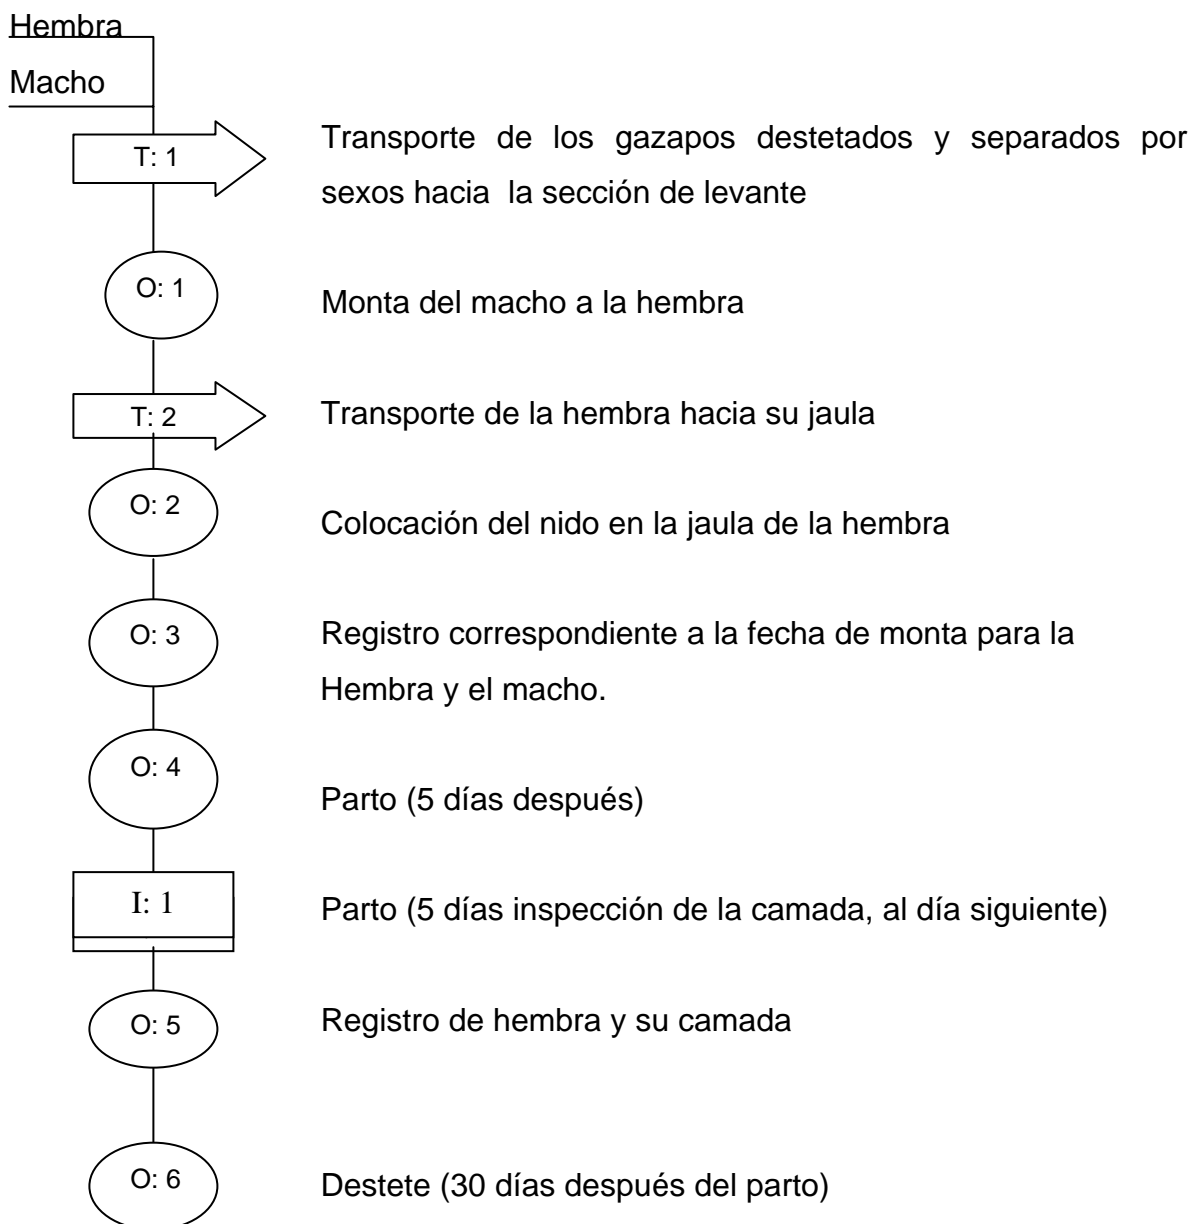 Hembra
Macho
T: 1
Transporte de los gazapos destetados y separados por
sexos hacia la sección de levante
O: 1
Monta del macho a la hembra
T: 2
Transporte de la hembra hacia su jaula
O: 2
Colocación del nido en la jaula de la hembra
O: 3
Registro correspondiente a la fecha de monta para la
Hembra y el macho.
O: 4
Parto (5 días después)
I: 1
Parto (5 días inspección de la camada, al día siguiente)
O: 5
Registro de hembra y su camada
O: 6
Destete (30 días después del parto)